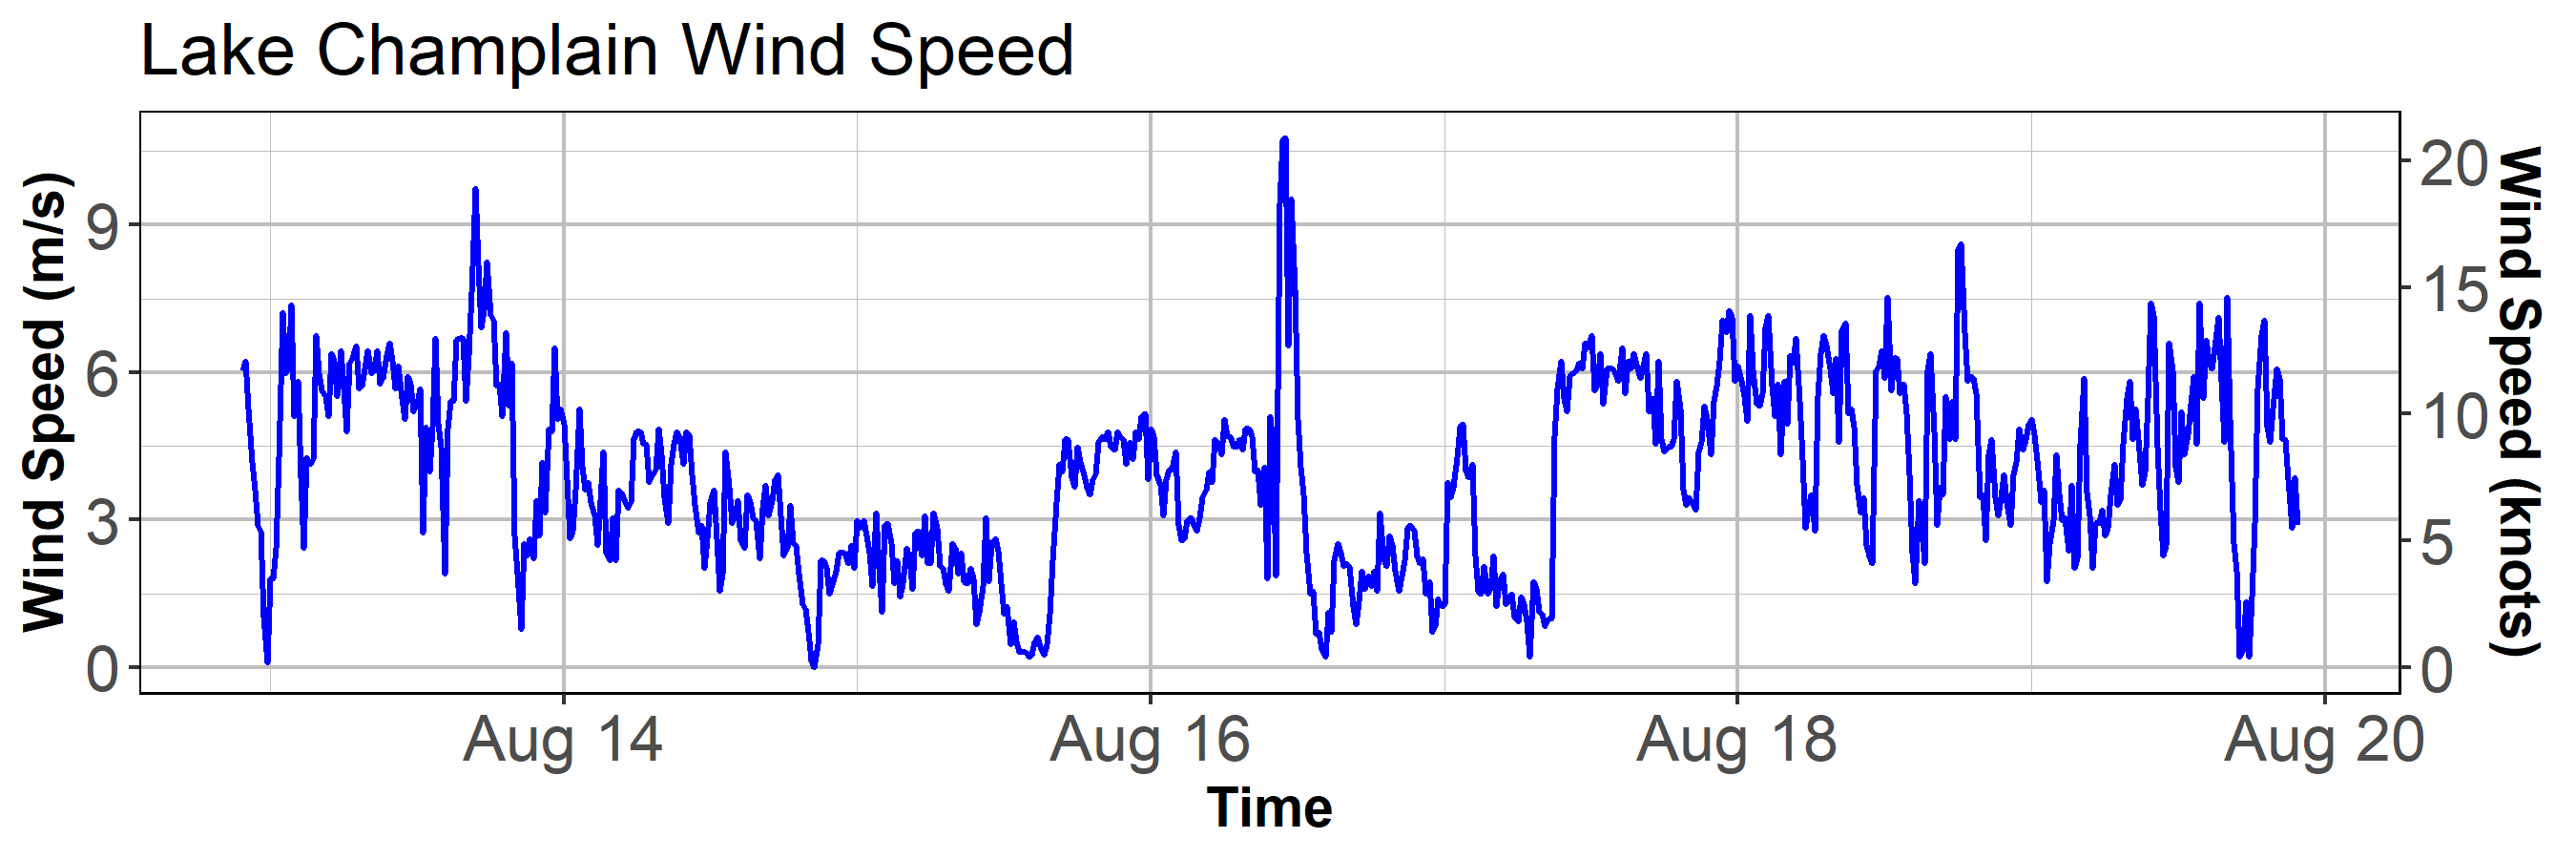 Lake Champlain Wind Speed
Wind Speed (m/s)
9
6
3
0
20
15
10
5
0
Wind Speed (knots)
Aug 14
Aug 16
Aug 18
Aug 20
Time